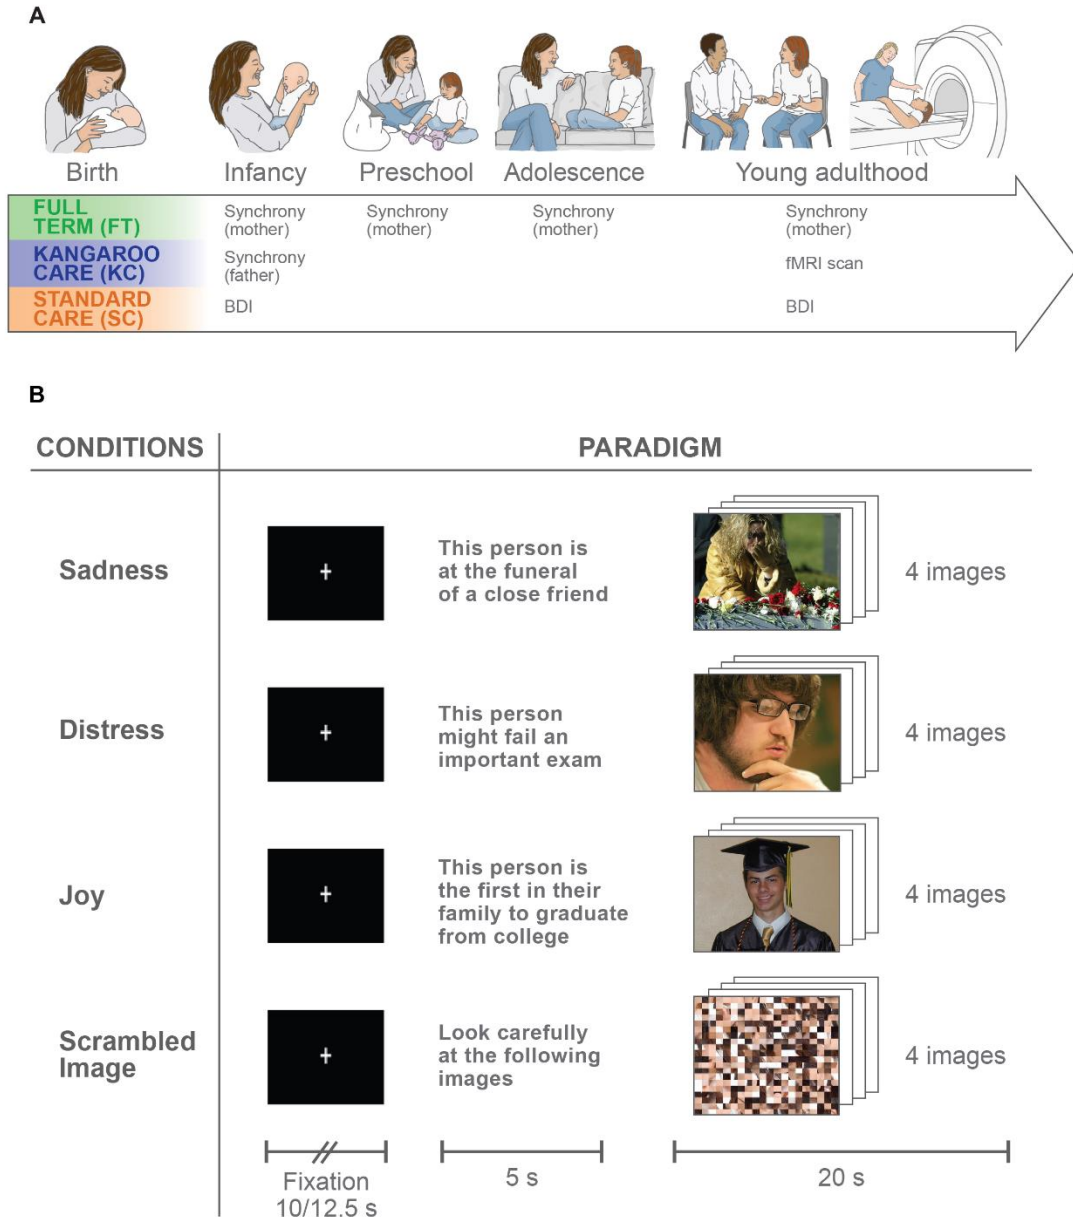 A
Birth
Infancy
Preschool
Adolescence
Young adulthood
FULL
TERM (FT)
KANGAROO
CARE (KC)
STANDARD
CARE (SC)
Synchrony
(mother)
Synchrony
(father)
BDI
Synchrony
(mother)
Synchrony
(mother)
Synchrony
(mother)
fMRI scan
BDI
B
CONDITIONS
PARADIGM
Sadness
This person is
at the funeral
of a close friend
4 images
Distress
This person
might fail an
important exam
4 images
Joy
This person is
the first in their
family to graduate
from college
4 images
Scrambled
Image
Look carefully
at the following
images
4 images
Fixation
10/12.5 s
5 s
20 s